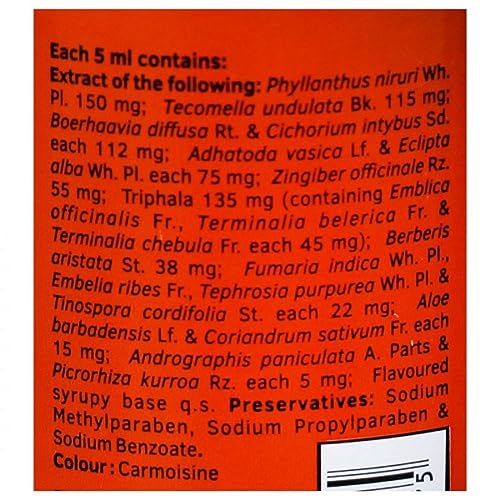 Each 5 ml contains:
Extract of the following: Phyllanthus niruri Wh.
Pl. 150 mg; Tecomella undulata Bk. 115 mg;
Boerhaavia diffusa Rt. & Cichorium intybus Sd.
each 112 mg; Adhatoda vasica Lf. & Eclipta
alba Wh. Pl. each 75 mg; Zingiber officinale Rz.
55 mg; Triphala 135 mg (containing Emblica
officinalis Fr., Terminalia belerica Fr. &
Terminalia chebula Fr. each 45 mg); Berberis
aristata St. 38 mg; Fumaria indica Wh. Pl.,
Embelia ribes Fr., Tephrosia purpurea Wh. Pl. &
Tinospora cordifolia St. each 22 mg; Aloe
barbadensis Lf. & Coriandrum sativum Fr. each
15 mg; Andrographis paniculata A. Parts &
Picrorhiza kurroa Rz. each 5 mg; Flavoured
syrupy base q.s. Preservatives: Sodium
Methylparaben, Sodium Propylparaben &
Sodium Benzoate.
Colour : Carmoisine